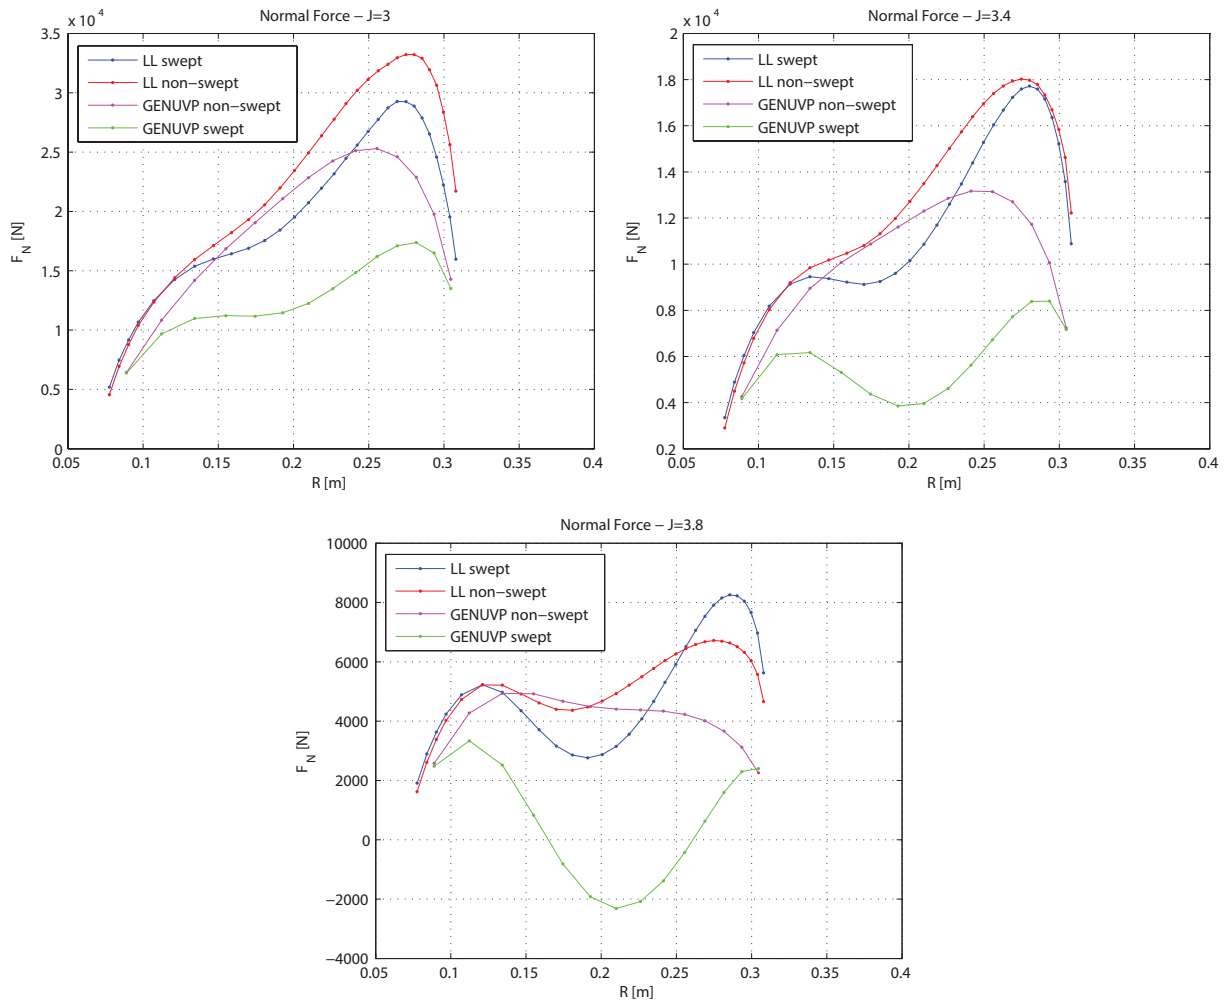 Normal Force − J=3
x 10^4
3.5
3
2.5
2
1.5
1
0.5
0
F_N [N]
LL swept
LL non−swept
GENUVP non−swept
GENUVP swept
0.05
0.1
0.15
0.2
0.25
0.3
0.35
0.4
R [m]
Normal Force − J=3.4
x 10^4
2
1.8
1.6
1.4
1.2
1
0.8
0.6
0.4
0.2
F_N [N]
LL swept
LL non−swept
GENUVP non−swept
GENUVP swept
0.05
0.1
0.15
0.2
0.25
0.3
0.35
0.4
R [m]
Normal Force − J=3.8
10000
8000
6000
4000
2000
0
−2000
−4000
F_N [N]
LL swept
LL non−swept
GENUVP non−swept
GENUVP swept
0.05
0.1
0.15
0.2
0.25
0.3
0.35
0.4
R [m]